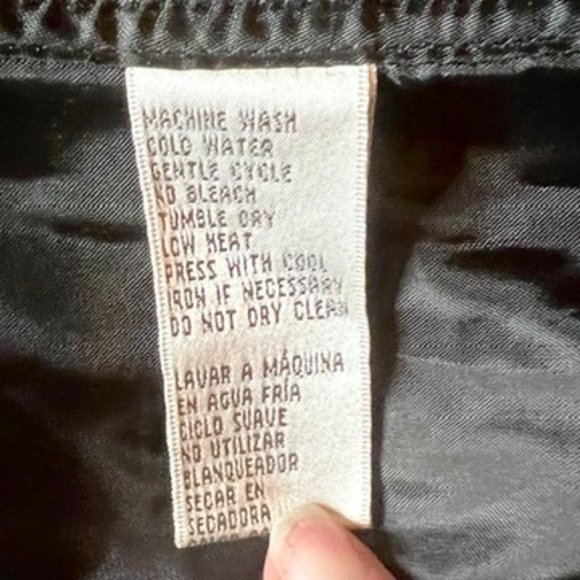 MACHINE WASH
COLD WATER
GENTLE CYCLE
NO BLEACH
TUMBLE DRY
LOW HEAT
PRESS WITH COOL
IRON IF NECESSARY
DO NOT DRY CLEAN
LAVAR A MÁQUINA
EN AGUA FRÍA
CICLO SUAVE
NO UTILIZAR
BLANQUEADOR
SECAR EN
SECADORA